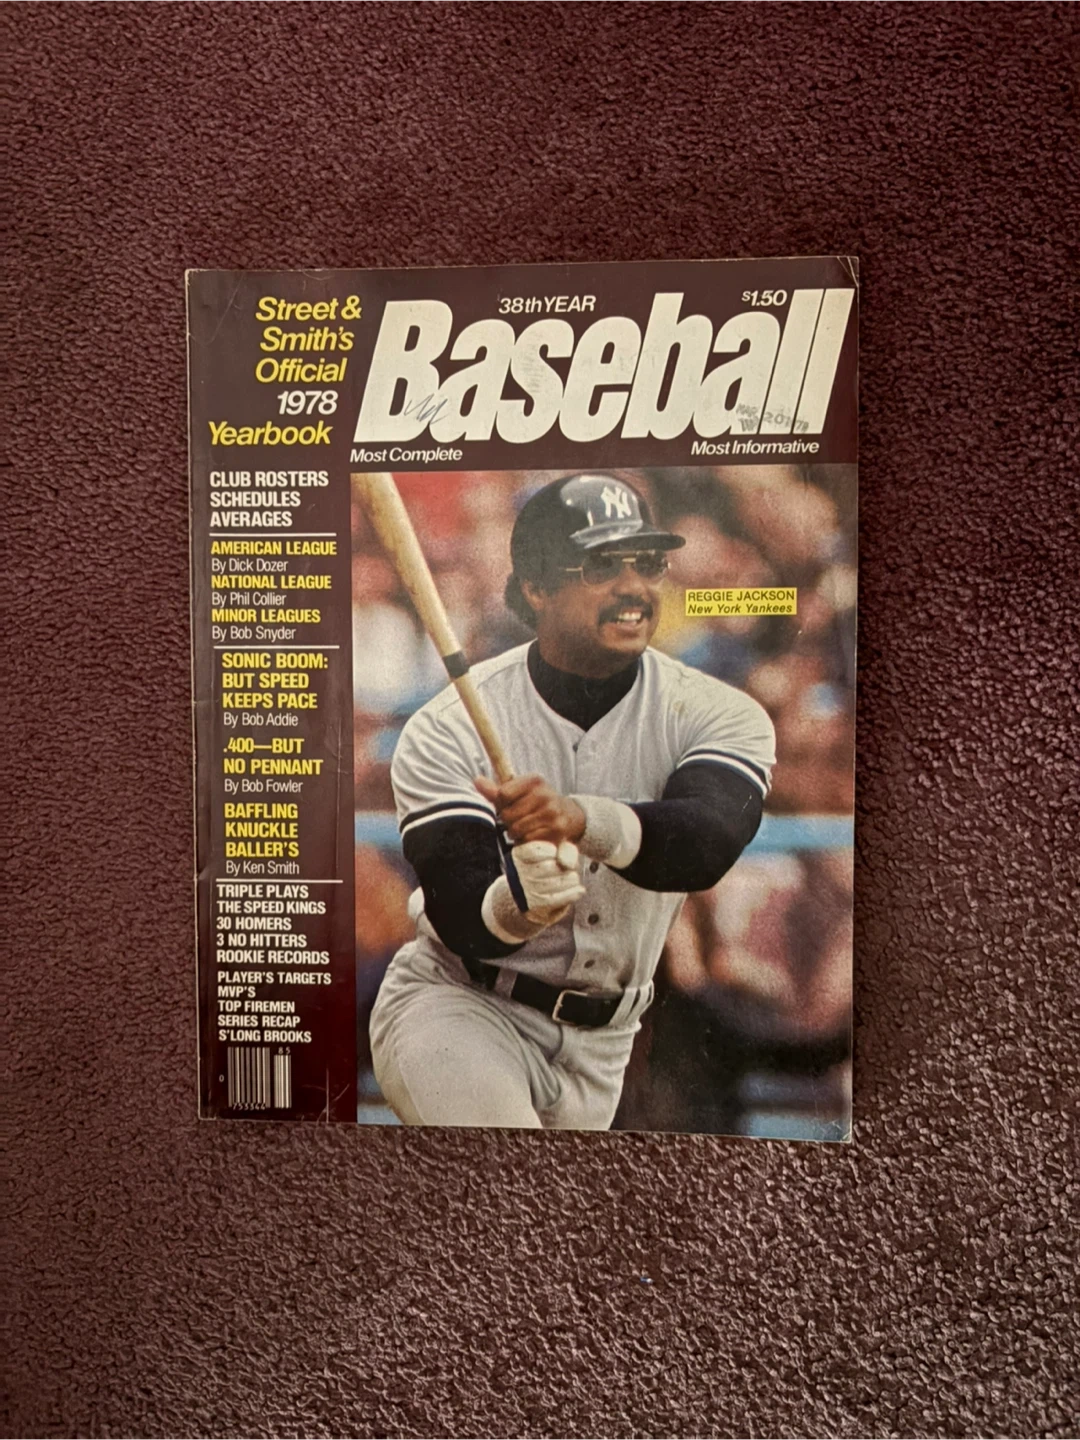 Street &
Smith's
Official
1978
Yearbook
38th YEAR
$1.50
Baseball
Most Complete
Most Informative
CLUB ROSTERS
SCHEDULES
AVERAGES
AMERICAN LEAGUE
By Dick Dozer
NATIONAL LEAGUE
By Phil Collier
MINOR LEAGUES
By Bob Snyder
SONIC BOOM:
BUT SPEED
KEEPS PACE
By Bob Addie
.400—BUT
NO PENNANT
By Bob Fowler
BAFFLING
KNUCKLE
BALLER'S
By Ken Smith
TRIPLE PLAYS
THE SPEED KINGS
30 HOMERS
3 NO HITTERS
ROOKIE RECORDS
PLAYER'S TARGETS
MVP'S
TOP FIREMEN
SERIES RECAP
S'LONG BROOKS
85
0
NY
REGGIE JACKSON
New York Yankees